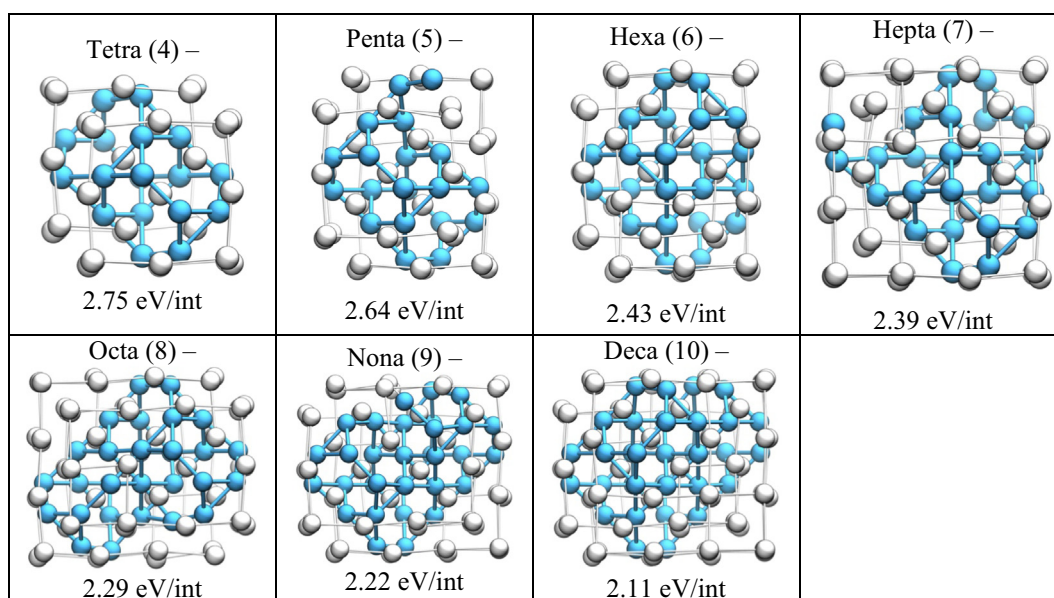 Tetra (4) –
2.75 eV/int
Penta (5) –
2.64 eV/int
Hexa (6) –
2.43 eV/int
Hepta (7) –
2.39 eV/int
Octa (8) –
2.29 eV/int
Nona (9) –
2.22 eV/int
Deca (10) –
2.11 eV/int